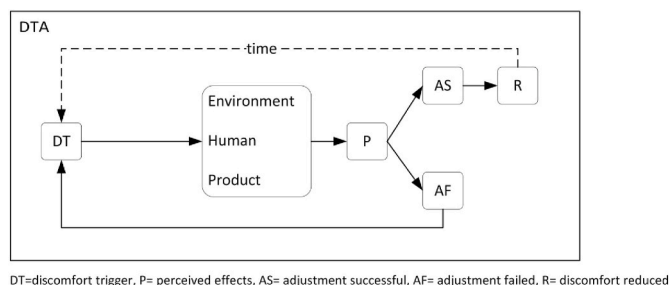 DTA
time
AS
R
Environment
DT
Human
P
Product
AF
DT=discomfort trigger, P= perceived effects, AS= adjustment successful, AF= adjustment failed, R= discomfort reduced